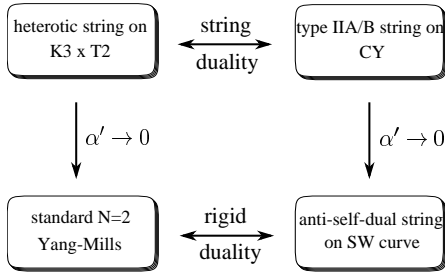 heterotic string on
K3 x T2
string
duality
type IIA/B string on
CY
α′ → 0
α′ → 0
standard N=2
Yang-Mills
rigid
duality
anti-self-dual string
on SW curve